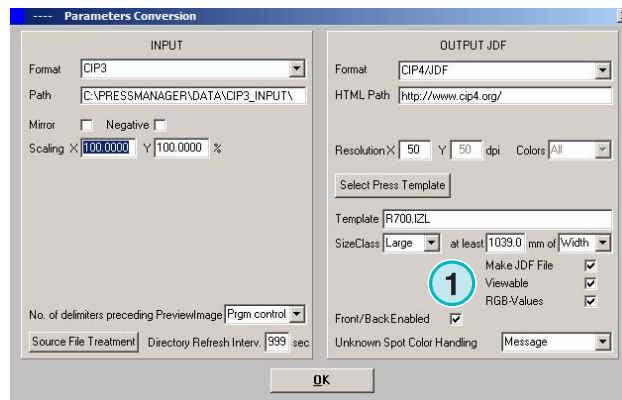 ---- Parameters Conversion
INPUT
Format CIP3
Path C:\PRESSMANAGER\DATA\CIP3_INPUT\
Mirror Negative
Scaling X 100.0000 Y 100.0000 %
No. of delimiters preceding PreviewImage Prgm control
Source File Treatment Directory Refresh Interv. 999 sec
OUTPUT JDF
Format CIP4/JDF
HTML Path http://www.cip4.org/
Resolution X 50 Y 50 dpi Colors All
Select Press Template
Template R700.IZL
SizeClass Large at least 1039.0 mm of Width
1
Make JDF File
Viewable
RGB-Values
Front/Back Enabled
Unknown Spot Color Handling Message
OK